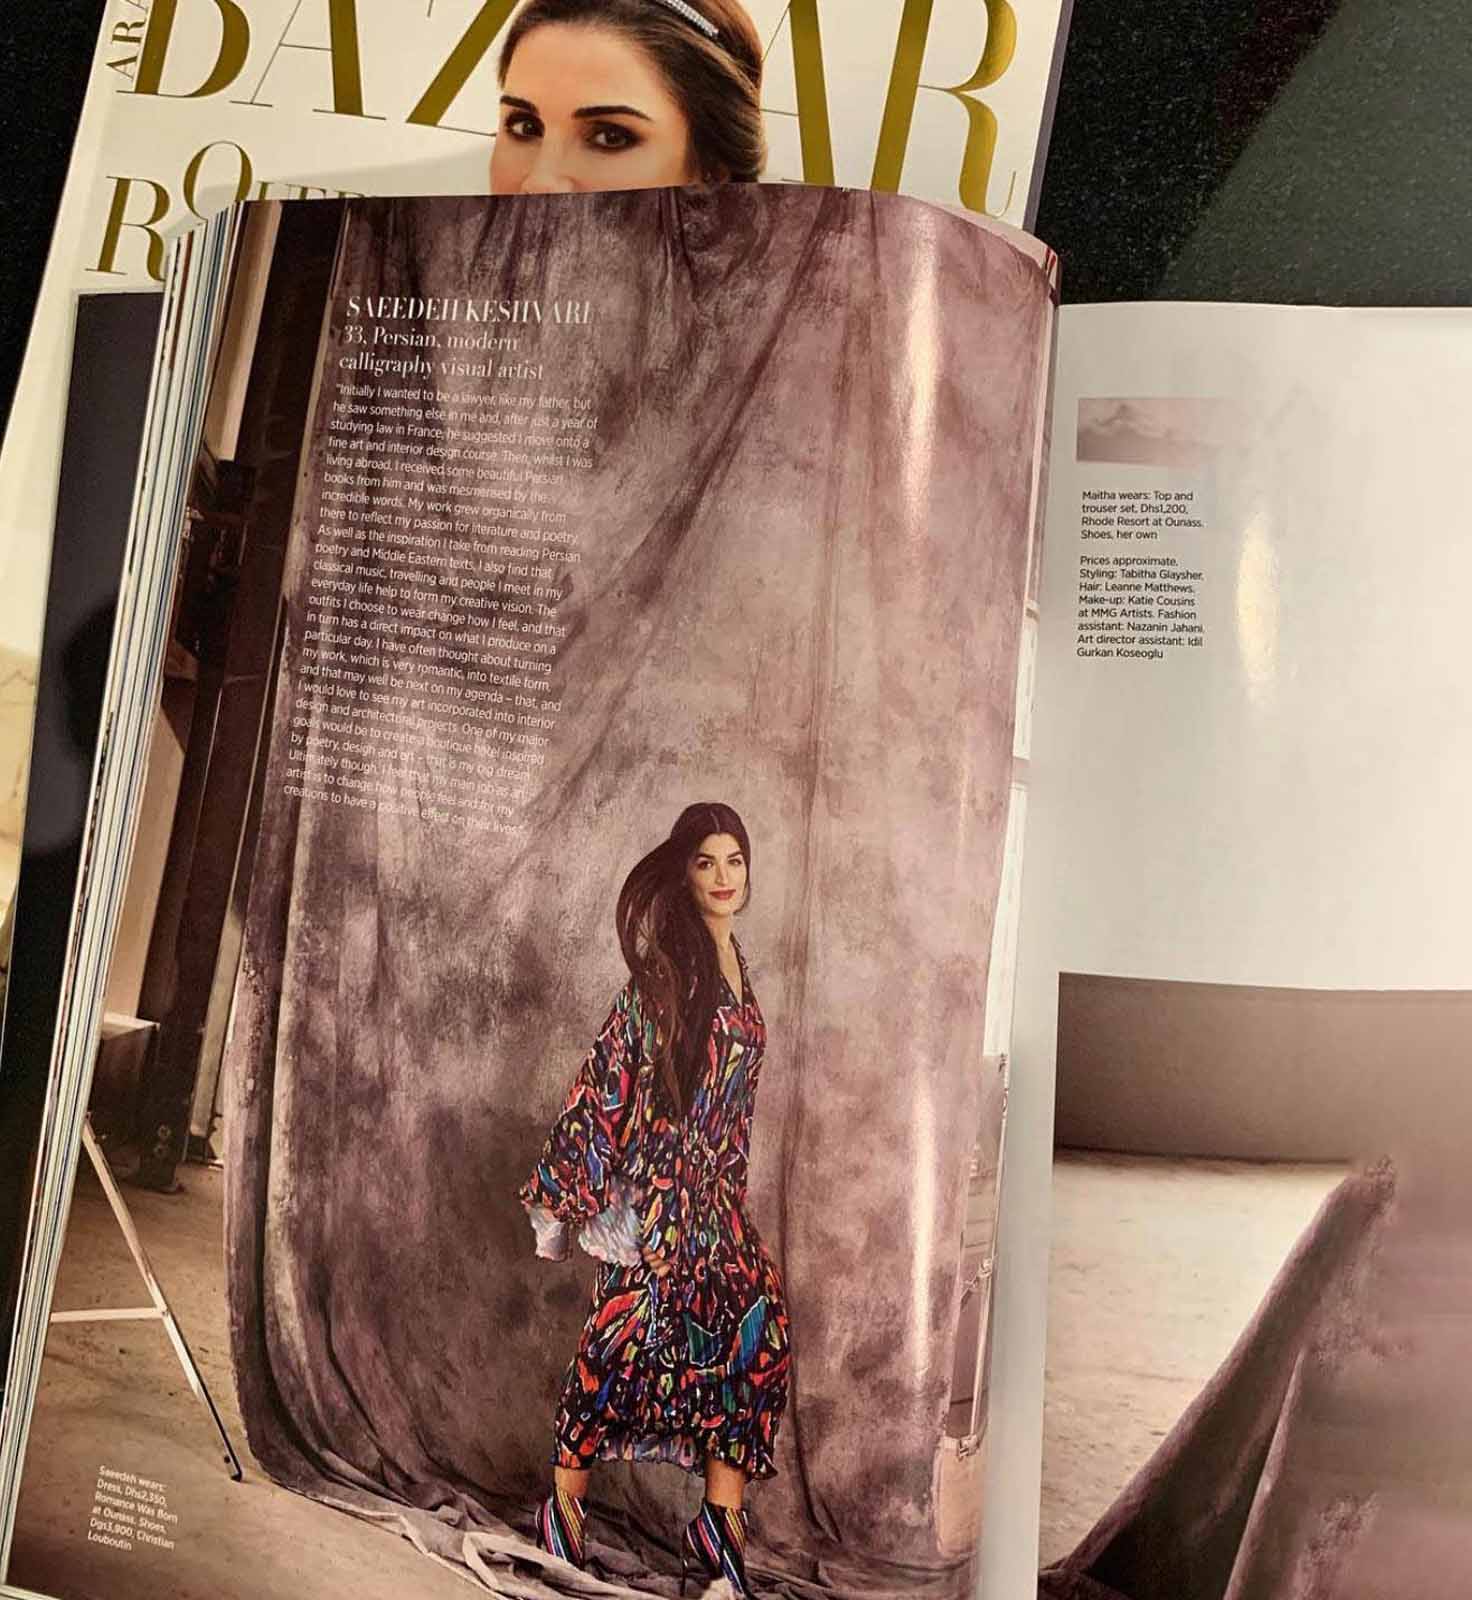 ARA
BAZAAR
R
SAEEDEH KESHVARI
33, Persian, modern
calligraphy visual artist
"Initially I wanted to be a lawyer, like my father, but
he saw something else in me and, after just a year of
studying law in France, he suggested I move onto a
fine art and interior design course. Then, whilst I was
living abroad, I received some beautiful Persian
books from him and was mesmerised by the
incredible words. My work grew organically from
there to reflect my passion for literature and poetry.
As well as the inspiration I take from reading Persian
poetry and Middle Eastern texts, I also find that
classical music, travelling and people I meet in my
everyday life help to form my creative vision. The
outfits I choose to wear change how I feel, and that
in turn has a direct impact on what I produce on a
particular day. I have often thought about turning
my work, which is very romantic, into textile form,
and that may well be next on my agenda – that, and
I would love to see my art incorporated into interior
design and architectural projects. One of my major
goals would be to create a boutique hotel inspired
by poetry, design and art – that is my big dream.
Ultimately though, I feel that my main job as an
artist is to change how people feel and for my
creations to have a positive effect on their lives."
Saeedeh wears:
Dress, Dhs2,350,
Romance Was Born
at Ounass. Shoes,
Dgs3,900, Christian
Louboutin
Maitha wears: Top and
trouser set, Dhs1,200,
Rhode Resort at Ounass.
Shoes, her own
Prices approximate.
Styling: Tabitha Glaysher.
Hair: Leanne Matthews.
Make-up: Katie Cousins
at MMG Artists. Fashion
assistant: Nazanin Jahani.
Art director assistant: Idil
Gurkan Koseoglu